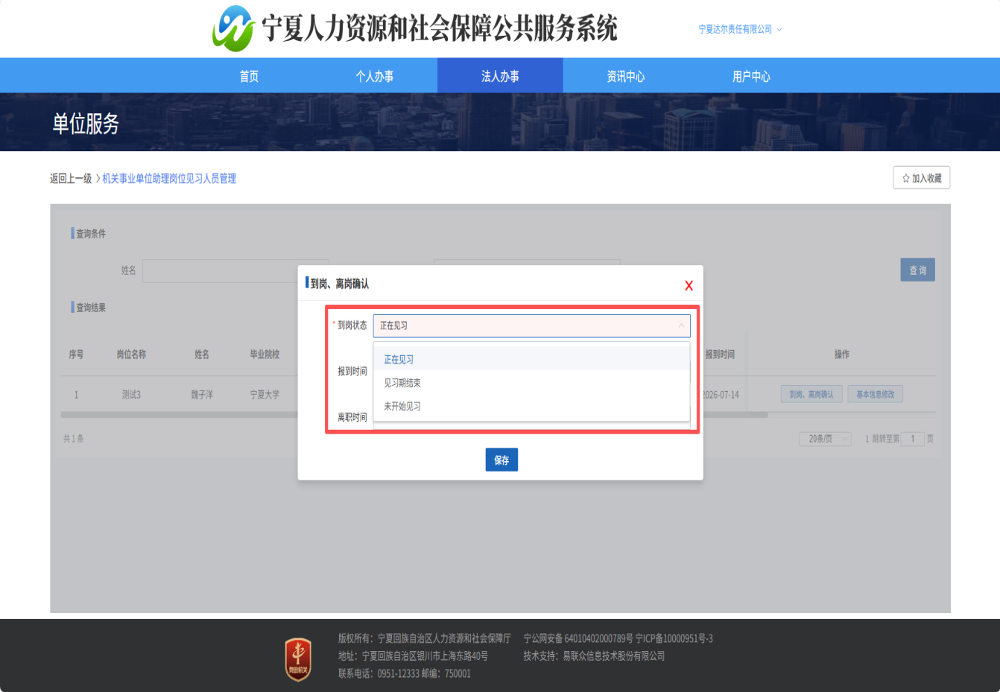 宁夏人力资源和社会保障公共服务系统
宁夏达尔责任有限公司
首页 个人办事 法人办事 资讯中心 用户中心
单位服务
返回上一级 机关事业单位助理岗位见习人员管理
加入收藏
查询条件
姓名
查 询
查询结果
序号 岗位名称 姓名 毕业院校 报到时间 操作
1 测试3 魏子洋 宁夏大学 2026-07-14 到岗、离岗确认 基本信息修改
共 1 条
20条/页 1 跳转至第 1 页
到岗、离岗确认
X
* 到岗状态 正在见习
正在见习
报到时间
见习期结束
未开始见习
离职时间
保存
党政机关
版权所有：宁夏回族自治区人力资源和社会保障厅 宁公网安备 64010402000789号 宁ICP备10000951号-3
地址：宁夏回族自治区银川市上海东路40号 技术支持：易联众信息技术股份有限公司
联系电话：0951-12333 邮编：750001